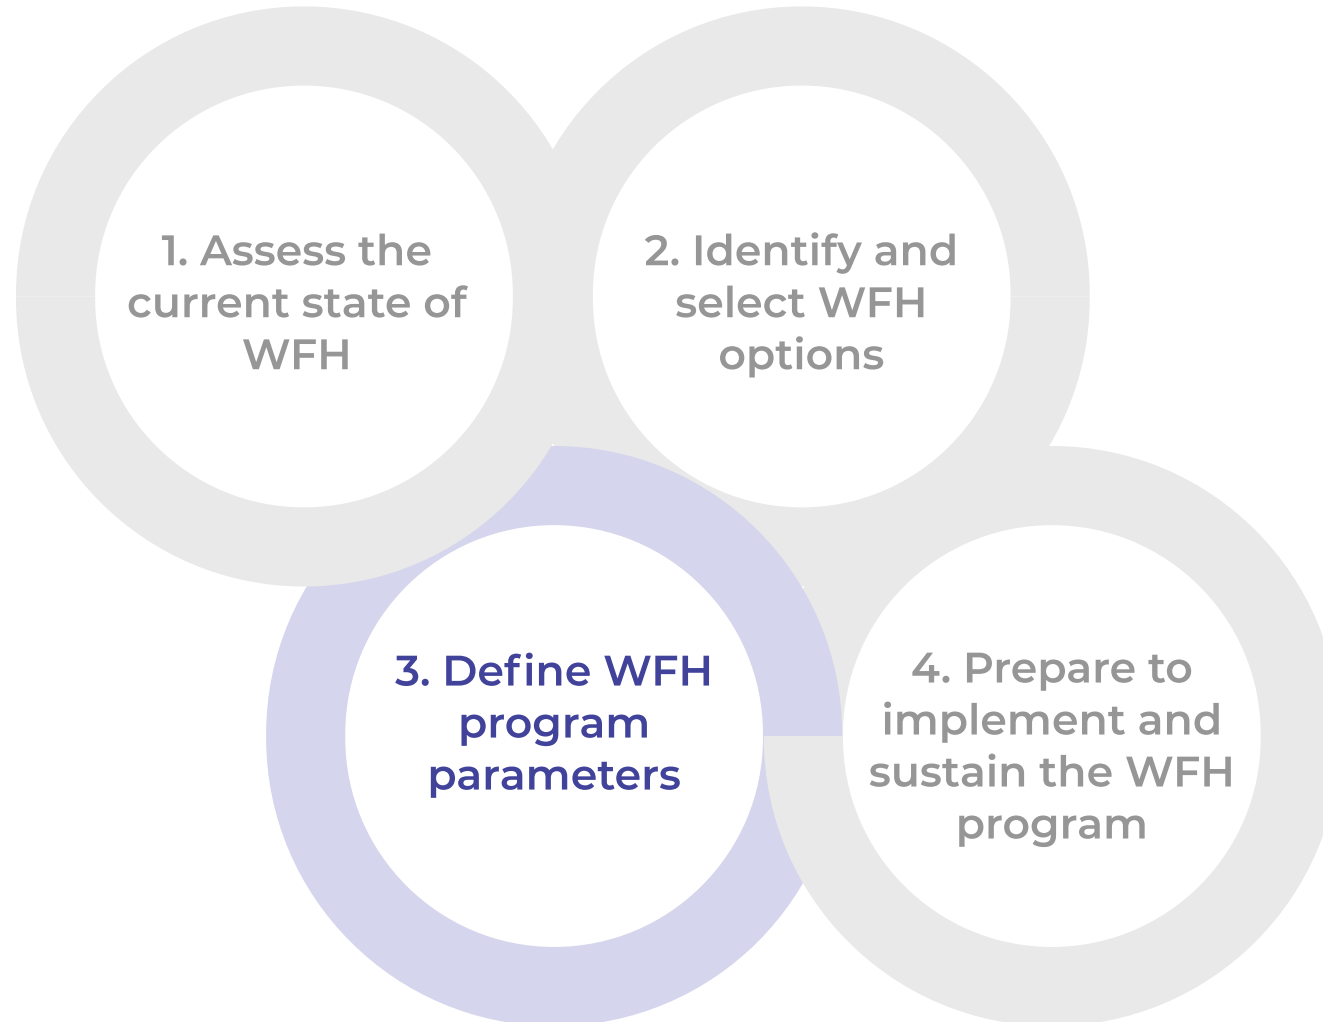 1. Assess the
current state of
WFH
2. Identify and
select WFH
options
3. Define WFH
program
parameters
4. Prepare to
implement and
sustain the WFH
program